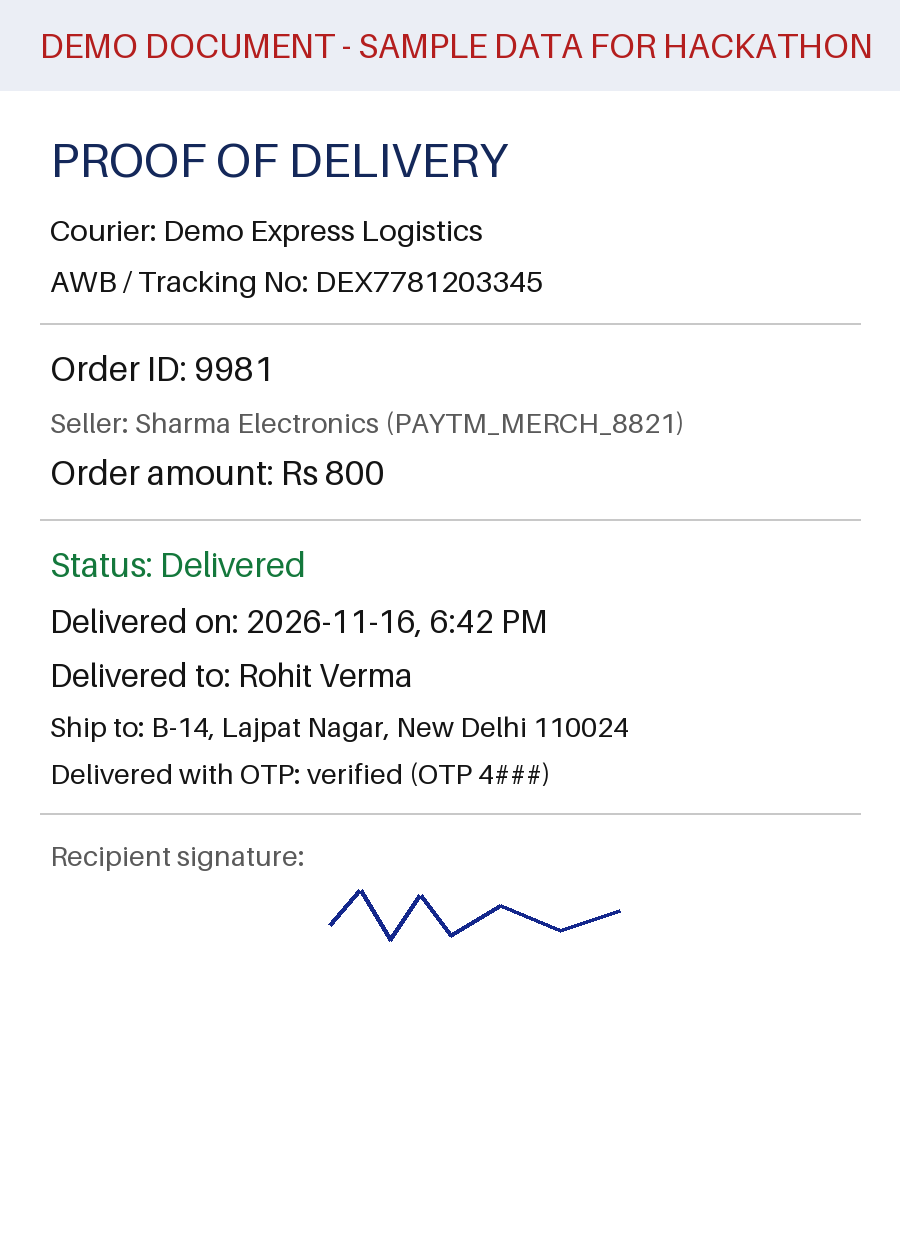 DEMO DOCUMENT - SAMPLE DATA FOR HACKATHON
PROOF OF DELIVERY
Courier: Demo Express Logistics
AWB / Tracking No: DEX7781203345
Order ID: 9981
Seller: Sharma Electronics (PAYTM_MERCH_8821)
Order amount: Rs 800
Status: Delivered
Delivered on: 2026-11-16, 6:42 PM
Delivered to: Rohit Verma
Ship to: B-14, Lajpat Nagar, New Delhi 110024
Delivered with OTP: verified (OTP 4###)
Recipient signature: